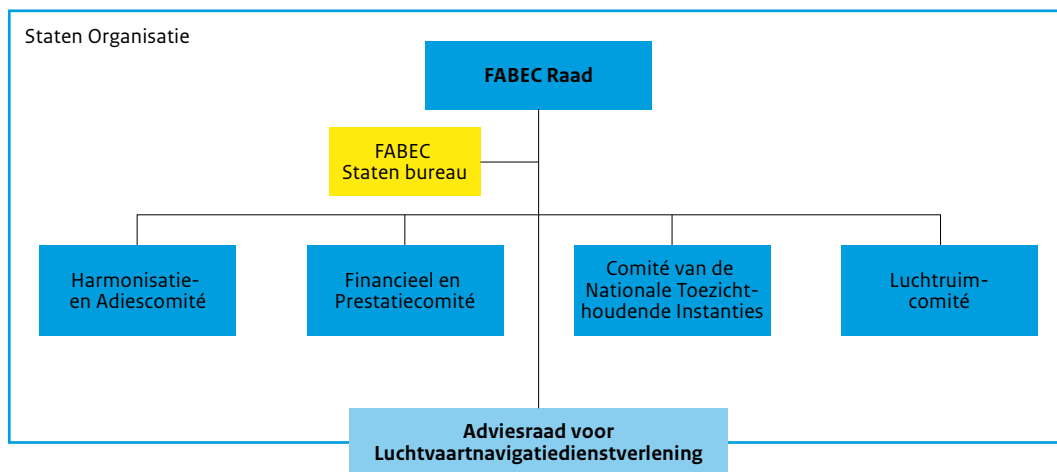 Staten Organisatie
FABEC Raad
FABEC
Staten bureau
Harmonisatie-
en Adiescomité
Financieel en
Prestatiecomité
Comité van de
Nationale Toezicht-
houdende Instanties
Luchtruim-
comité
Adviesraad voor
Luchtvaartnavigatiedienstverlening